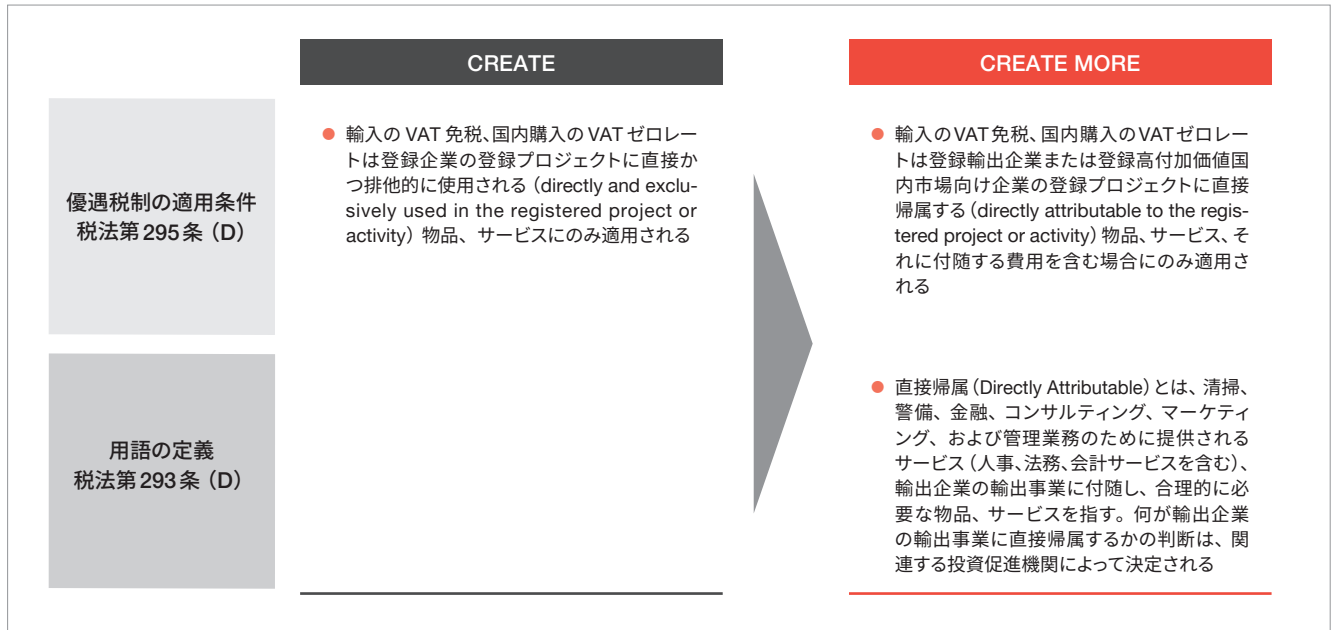 CREATE
CREATE MORE
優遇税制の適用条件
税法第295条（D）
● 輸入の VAT 免税、国内購入の VAT ゼロレー
トは登録企業の登録プロジェクトに直接か
つ排他的に使用される（directly and exclu-
sively used in the registered project or
activity）物品、サービスにのみ適用される
● 輸入のVAT免税、国内購入のVATゼロレー
トは登録輸出企業または登録高付加価値国
内市場向け企業の登録プロジェクトに直接
帰属する（directly attributable to the regis-
tered project or activity）物品、サービス、そ
れに付随する費用を含む場合にのみ適用さ
れる
用語の定義
税法第293条（D）
● 直接帰属（Directly Attributable）とは、清掃、
警備、金融、コンサルティング、マーケティ
ング、および管理業務のために提供される
サービス（人事、法務、会計サービスを含む）、
輸出企業の輸出事業に付随し、合理的に必
要な物品、サービスを指す。何が輸出企業
の輸出事業に直接帰属するかの判断は、関
連する投資促進機関によって決定される